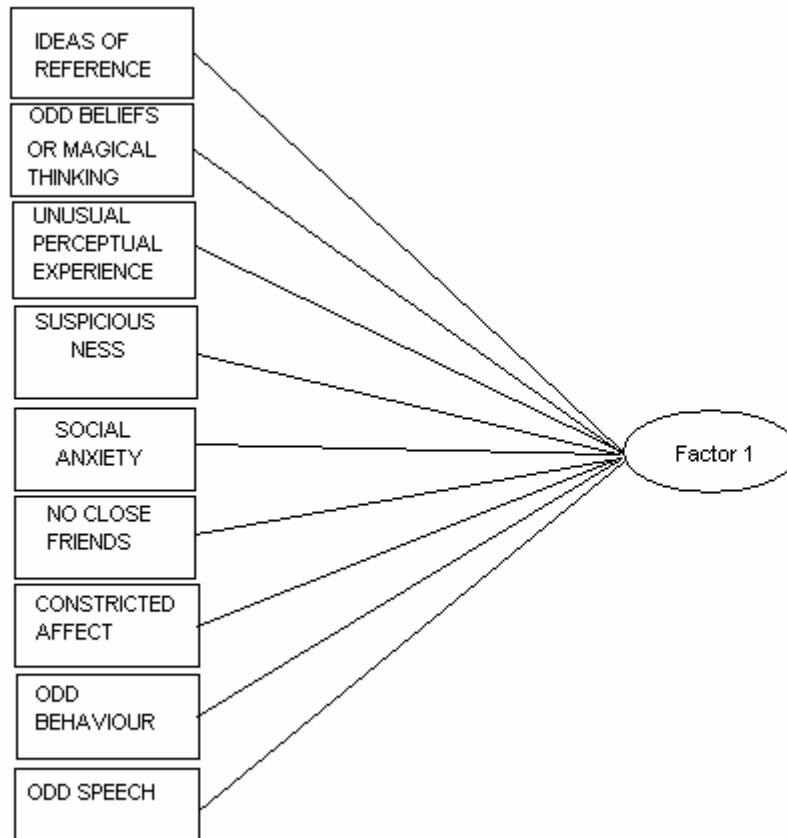 IDEAS OF
REFERENCE
ODD BELIEFS
OR MAGICAL
THINKING
UNUSUAL
PERCEPTUAL
EXPERIENCE
SUSPICIOUS
NESS
SOCIAL
ANXIETY
NO CLOSE
FRIENDS
CONSTRICTED
AFFECT
ODD
BEHAVIOUR
ODD SPEECH
Factor 1